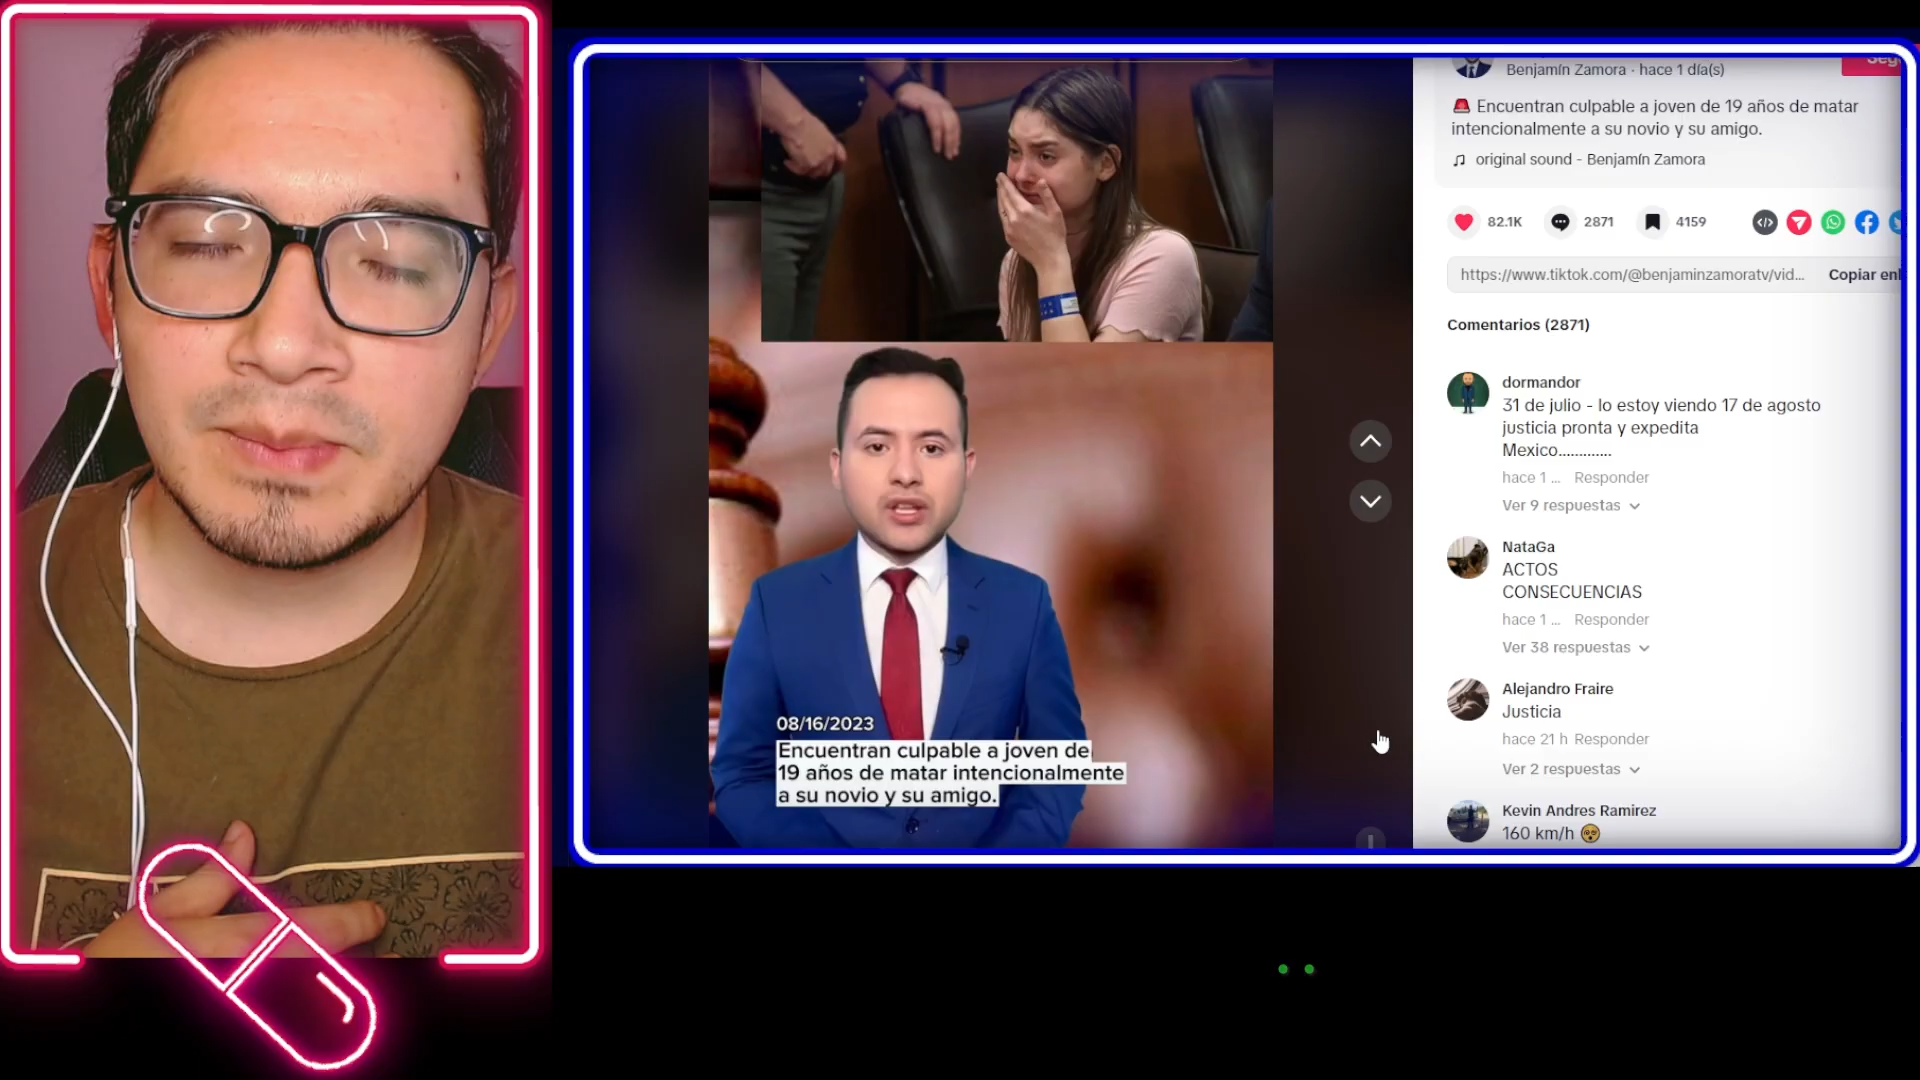 08/16/2023
Encuentran culpable a joven de
19 años de matar intencionalmente
a su novio y su amigo.
Benjamín Zamora · hace 1 día(s)
🚨 Encuentran culpable a joven de 19 años de matar
intencionalmente a su novio y su amigo.
♫ original sound - Benjamín Zamora
82.1K
2871
4159
https://www.tiktok.com/@benjaminzamoratv/vid...
Copiar enl
Comentarios (2871)
dormandor
31 de julio - lo estoy viendo 17 de agosto
justicia pronta y expedita
Mexico.............
hace 1 ... Responder
Ver 9 respuestas
NataGa
ACTOS
CONSECUENCIAS
hace 1 ... Responder
Ver 38 respuestas
Alejandro Fraire
Justicia
hace 21 h Responder
Ver 2 respuestas
Kevin Andres Ramirez
160 km/h 😳